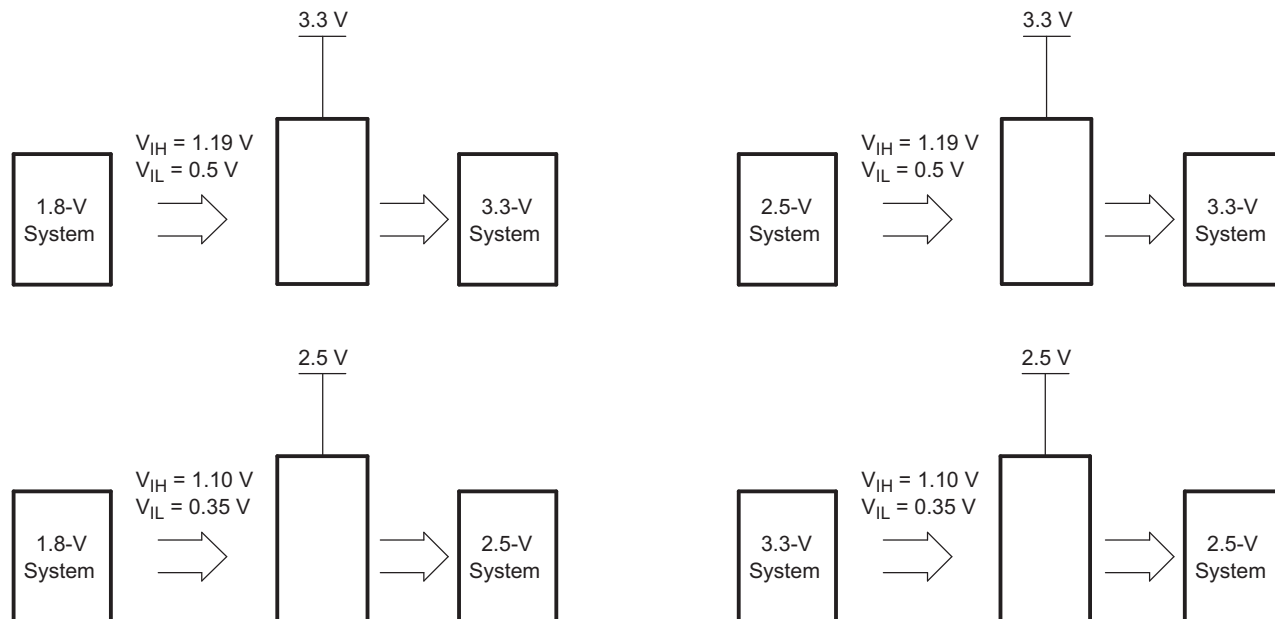 3.3 V
V_IH = 1.19 V
V_IL = 0.5 V
1.8-V
System
3.3-V
System
3.3 V
V_IH = 1.19 V
V_IL = 0.5 V
2.5-V
System
3.3-V
System
2.5 V
V_IH = 1.10 V
V_IL = 0.35 V
1.8-V
System
2.5-V
System
2.5 V
V_IH = 1.10 V
V_IL = 0.35 V
3.3-V
System
2.5-V
System